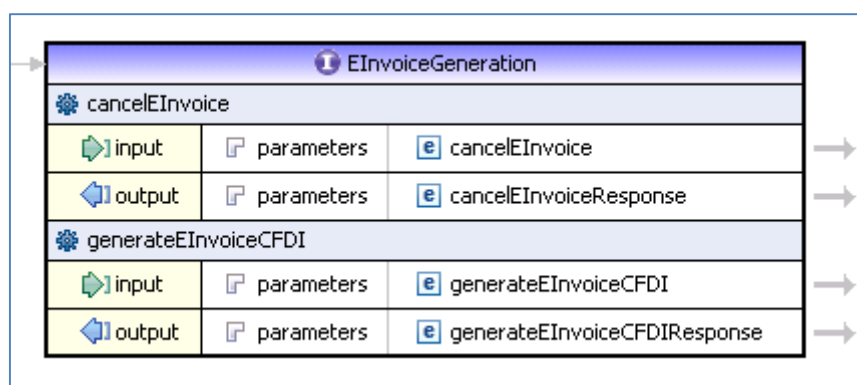 EInvoiceGeneration
cancelEInvoice
input parameters e cancelEInvoice
output parameters e cancelEInvoiceResponse
generateEInvoiceCFDI
input parameters e generateEInvoiceCFDI
output parameters e generateEInvoiceCFDIResponse